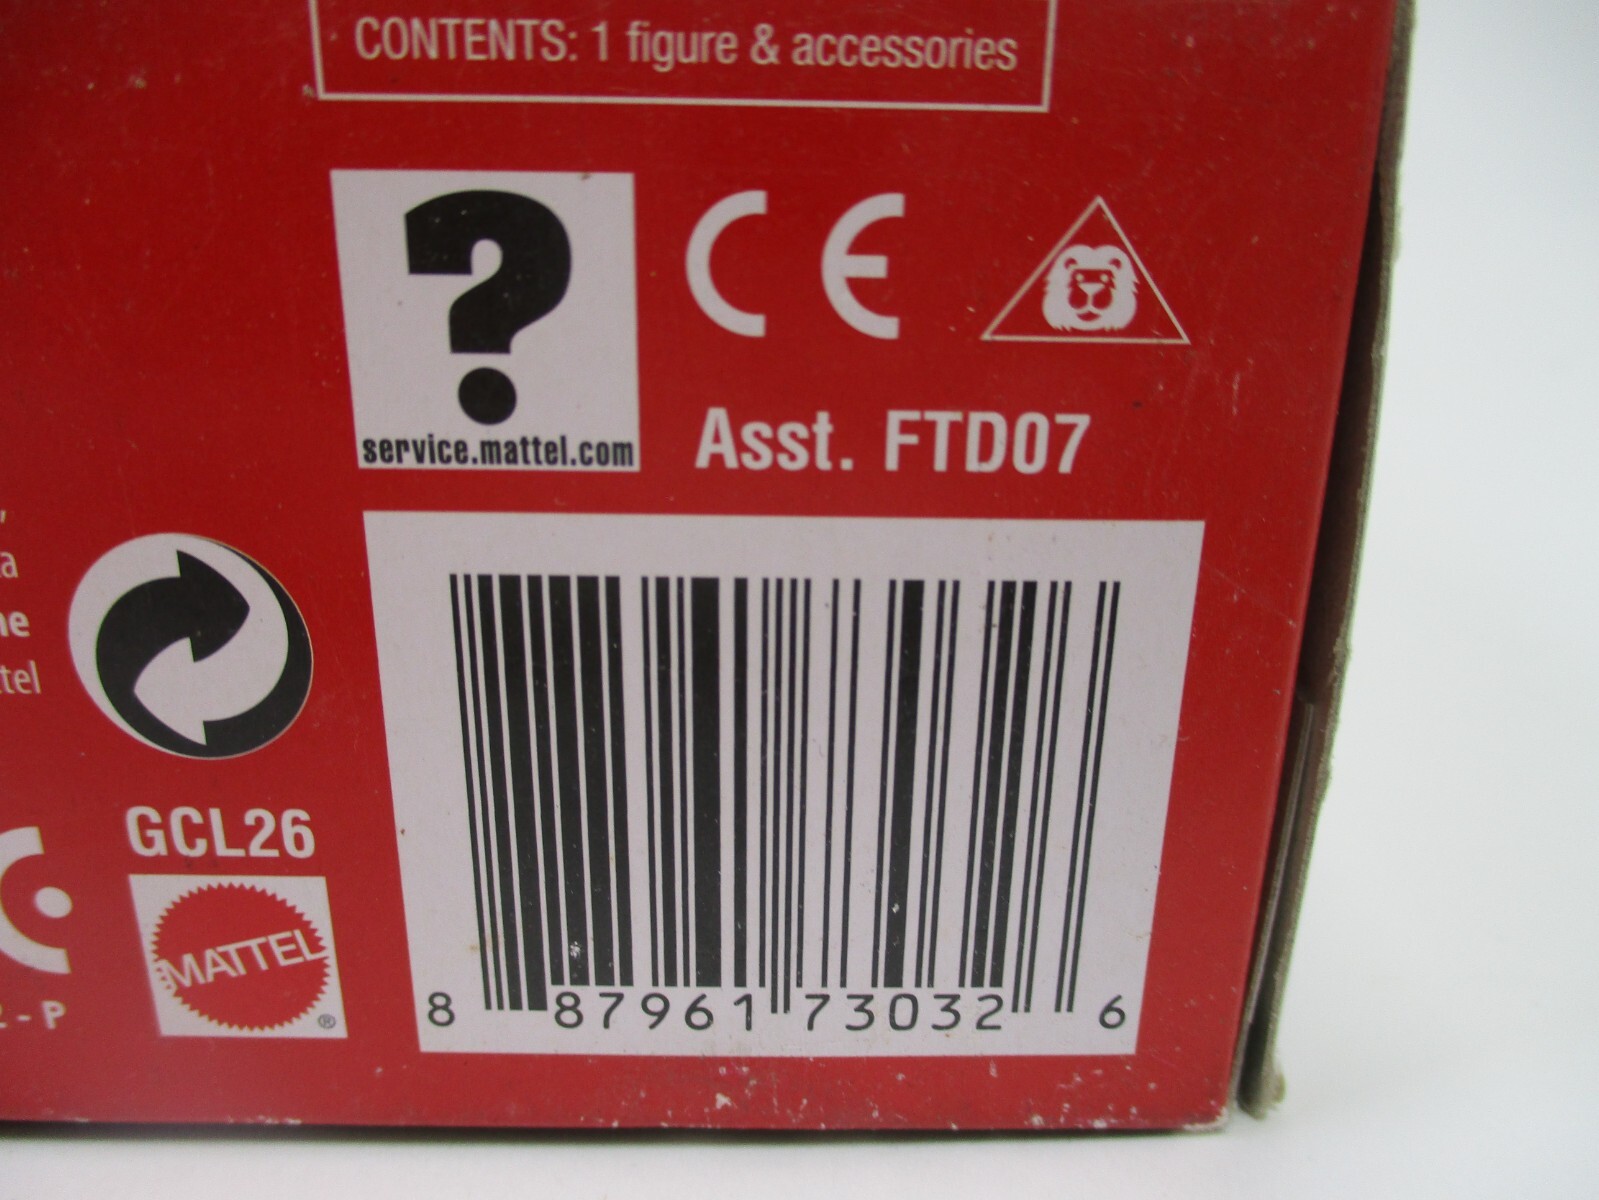 CONTENTS: 1 figure & accessories
?
CE
service.mattel.com
Asst. FTD07
GCL26
MATTEL
®
- P
8 87961 73032 6